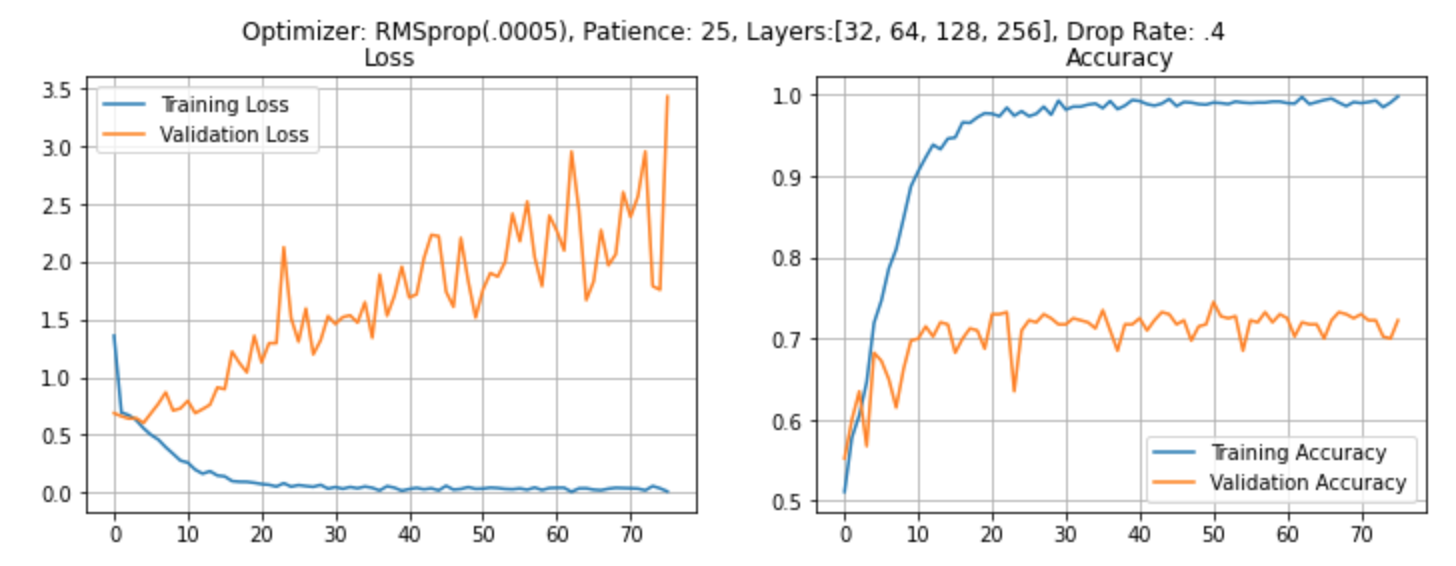 Optimizer: RMSprop(.0005), Patience: 25, Layers:[32, 64, 128, 256], Drop Rate: .4
Loss
3.5
3.0
2.5
2.0
1.5
1.0
0.5
0.0
Training Loss
Validation Loss
0 10 20 30 40 50 60 70
Accuracy
1.0
0.9
0.8
0.7
0.6
0.5
Training Accuracy
Validation Accuracy
0 10 20 30 40 50 60 70